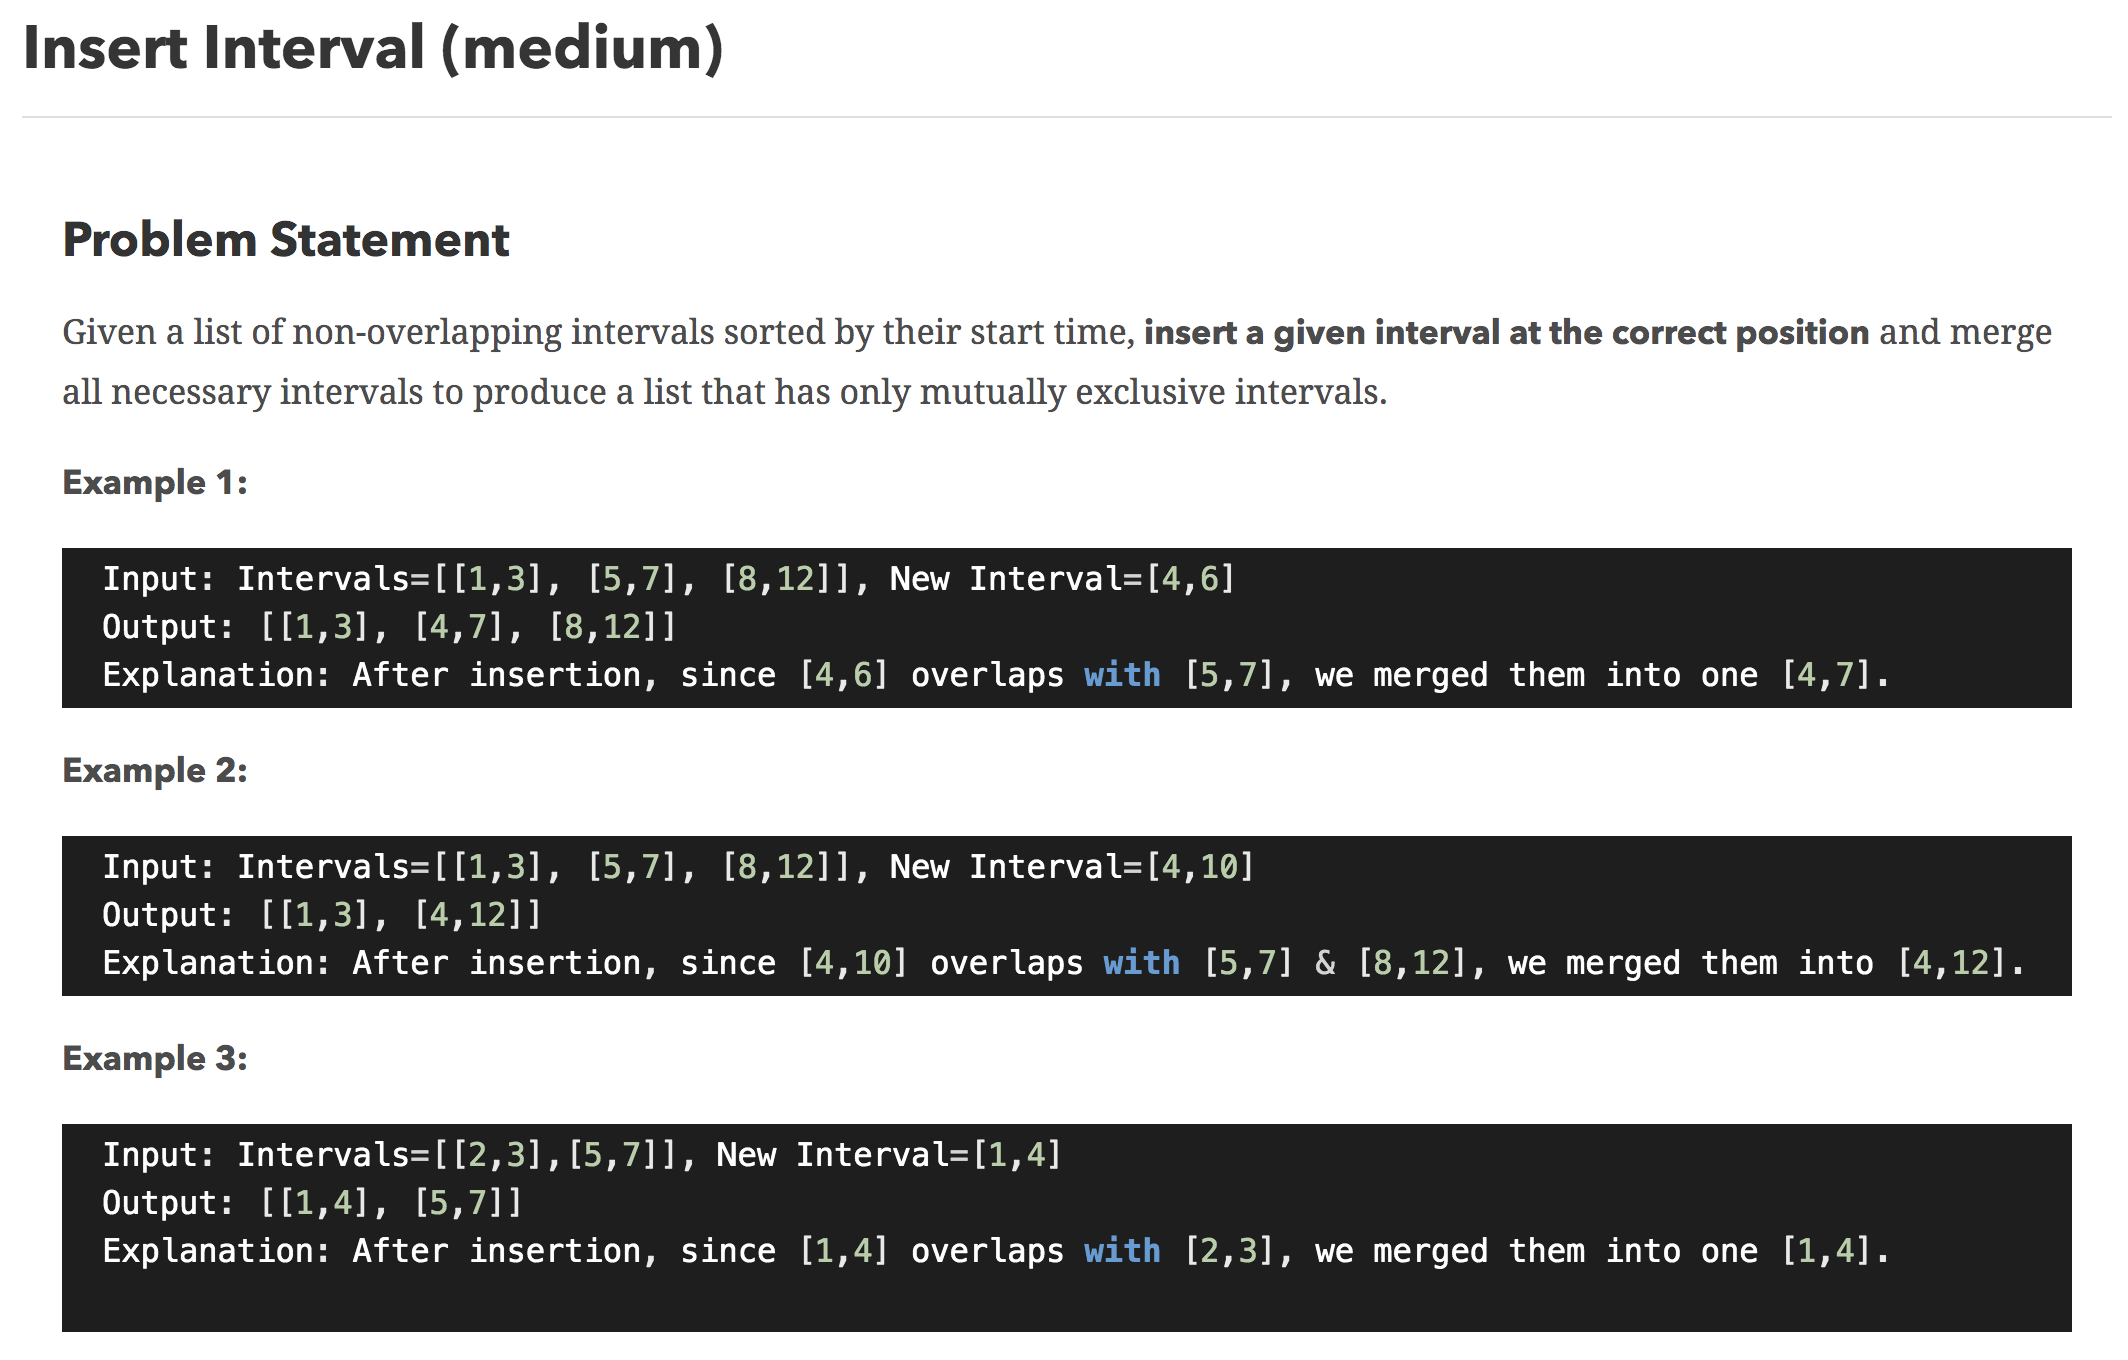 Insert Interval (medium)
Problem Statement
Given a list of non-overlapping intervals sorted by their start time, insert a given interval at the correct position and merge
all necessary intervals to produce a list that has only mutually exclusive intervals.
Example 1:
Input: Intervals=[[1,3], [5,7], [8,12]], New Interval=[4,6]
Output: [[1,3], [4,7], [8,12]]
Explanation: After insertion, since [4,6] overlaps with [5,7], we merged them into one [4,7].
Example 2:
Input: Intervals=[[1,3], [5,7], [8,12]], New Interval=[4,10]
Output: [[1,3], [4,12]]
Explanation: After insertion, since [4,10] overlaps with [5,7] & [8,12], we merged them into [4,12].
Example 3:
Input: Intervals=[[2,3],[5,7]], New Interval=[1,4]
Output: [[1,4], [5,7]]
Explanation: After insertion, since [1,4] overlaps with [2,3], we merged them into one [1,4].